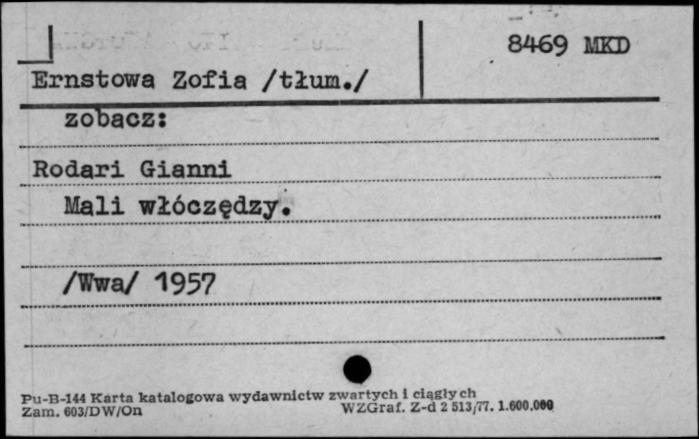 8469 MKD
Ernstowa Zofia /tłum./
zobacz:
Rodari Gianni
Mali włóczędzy.
/Wwa/ 1957
Pu-B-144 Karta katalogowa wydawnictw zwartych i ciągłych
Zam. 603/DW/On WZGraf. Z-d 2 513/77. 1.600.000